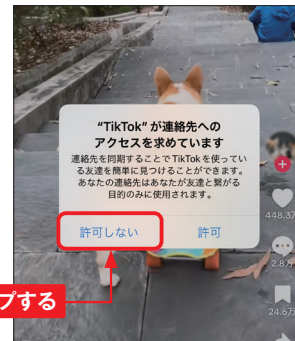 “TikTok”が連絡先への
アクセスを求めています
連絡先を同期することでTikTokを使ってい
る友達を簡単に見つけることができます。
あなたの連絡先はあなたが友達と繋がる
目的のみに使用されます。
許可しない
許可
448.3万
2.8万
プする
24.6万